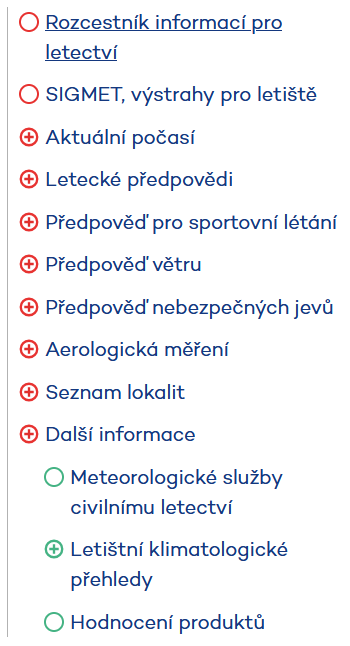 Rozcestník informací pro
letectví
SIGMET, výstrahy pro letiště
Aktuální počasí
Letecké předpovědi
Předpověď pro sportovní létání
Předpověď větru
Předpověď nebezpečných jevů
Aerologická měření
Seznam lokalit
Další informace
Meteorologické služby
civilnímu letectví
Letištní klimatologické
přehledy
Hodnocení produktů